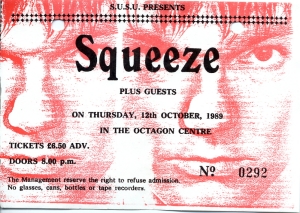 S.U.S.U. PRESENTS
Squeeze
PLUS GUESTS
ON THURSDAY, 12th OCTOBER, 1989
IN THE OCTAGON CENTRE
TICKETS £6.50 ADV.
DOORS 8.00 p.m.
Nº 0292
The Management reserve the right to refuse admission.
No glasses, cans, bottles or tape recorders.